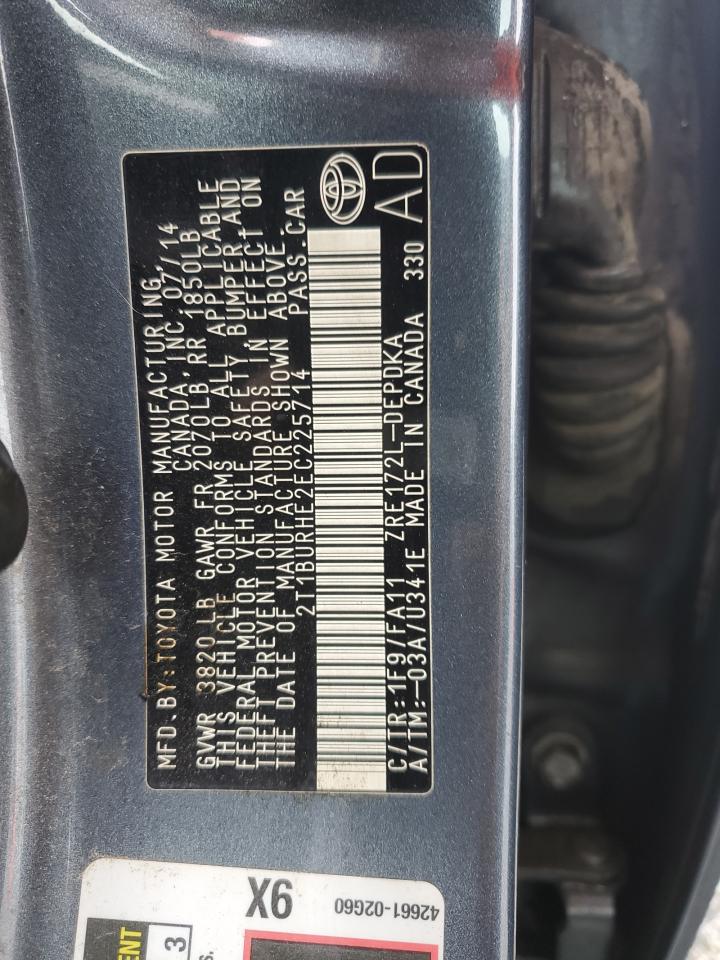 MFD.BY:TOYOTA MOTOR MANUFACTURING,
CANADA, INC. 07/14
GVWR 3820 LB GAWR FR 2070LB, RR 1850LB
THIS VEHICLE CONFORMS TO ALL APPLICABLE
FEDERAL MOTOR VEHICLE SAFETY, BUMPER AND
THEFT PREVENTION STANDARDS IN EFFECT ON
THE DATE OF MANUFACTURE SHOWN ABOVE.
2T1BURHE2EC225714 PASS.CAR
C/TR:1F9/FA11 ZRE172L-DEPDKA
A/TM:-03A/U341E MADE IN CANADA 330 AD
9X
42661-02G60
ENT
3
s.